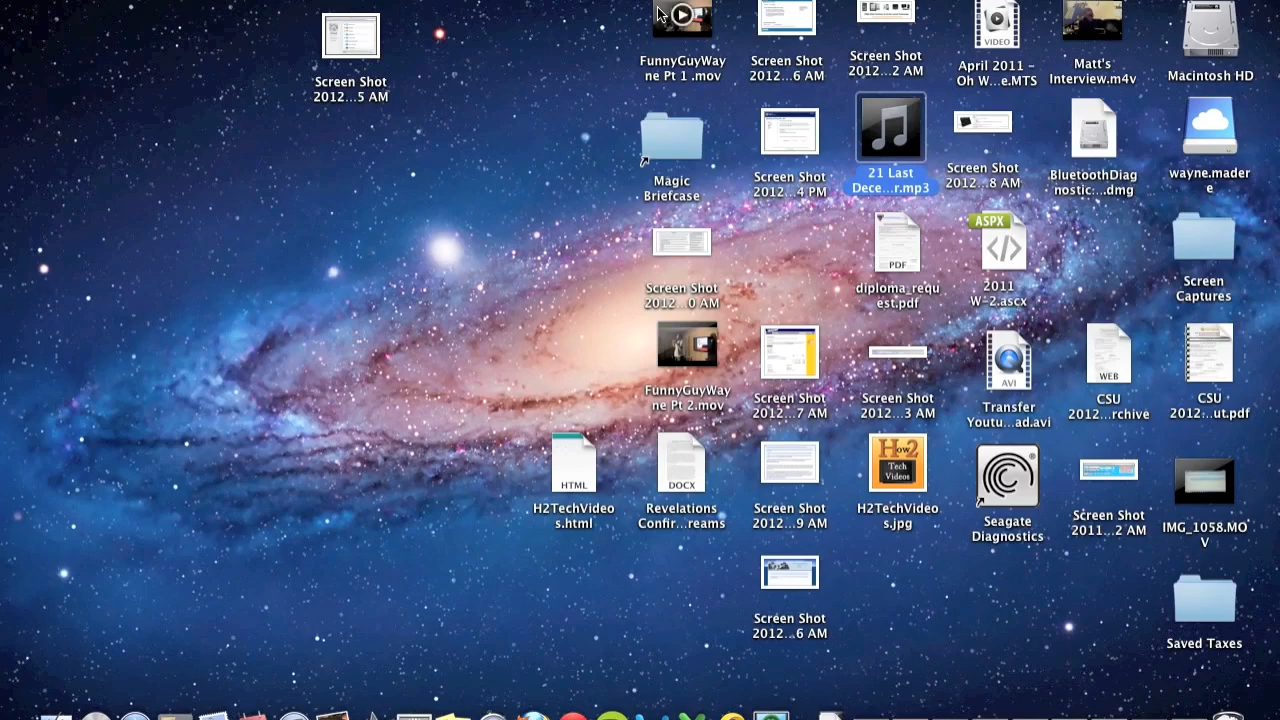 Screen Shot
2012...5 AM
FunnyGuyWay
ne Pt 1 .mov
Screen Shot
2012...6 AM
Screen Shot
2012...2 AM
VIDEO
April 2011 -
Oh W...e.MTS
Matt's
Interview.m4v
Macintosh HD
Magic
Briefcase
Screen Shot
2012...4 PM
21 Last
Dece...r.mp3
Screen Shot
2012...8 AM
BluetoothDiag
nostic:...dmg
wayne.mader
e
Screen Shot
2012...0 AM
PDF
diploma_requ
est.pdf
ASPX
2011
W-2.ascx
Screen
Captures
FunnyGuyWay
ne Pt 2.mov
Screen Shot
2012...7 AM
Screen Shot
2012...3 AM
AVI
Transfer
Youtu...ad.avi
WEB
CSU
2012...rchive
CSU
2012...ut.pdf
HTML
H2TechVideo
s.html
DOCX
Revelations
Confir...reams
Screen Shot
2012...9 AM
How2
Tech
Videos
H2TechVideo
s.jpg
Seagate
Diagnostics
Screen Shot
2011...2 AM
IMG_1058.MO
V
Screen Shot
2012...6 AM
Saved Taxes